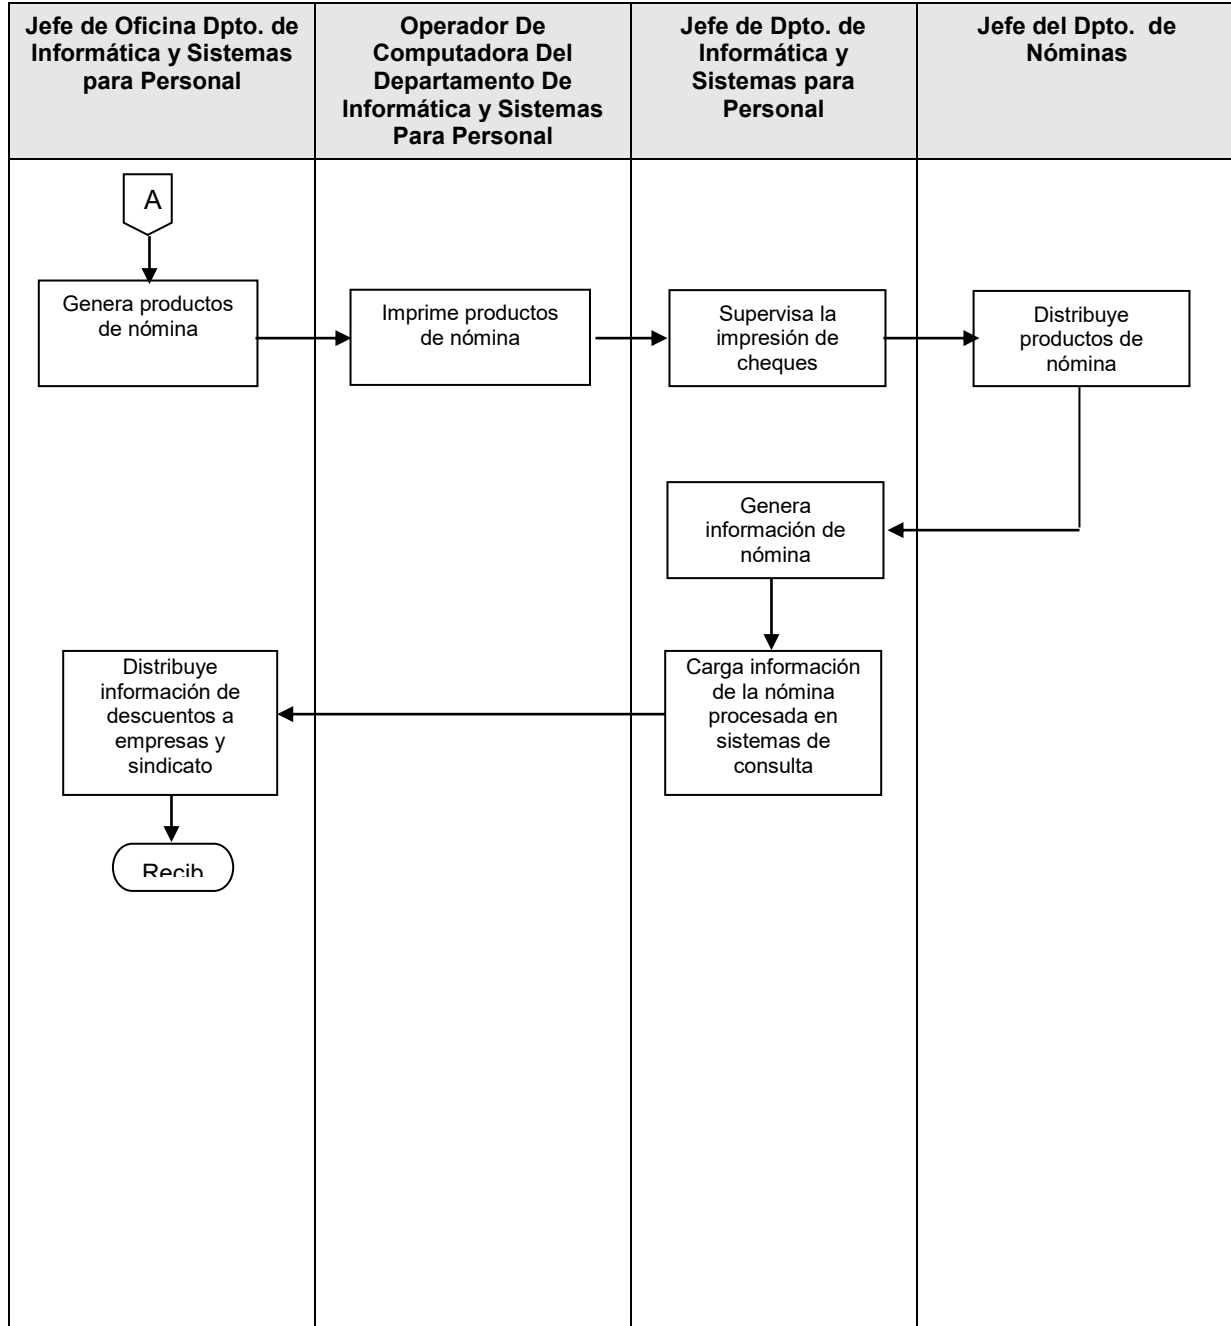 Jefe de Oficina Dpto. de
Informática y Sistemas
para Personal
Operador De
Computadora Del
Departamento De
Informática y Sistemas
Para Personal
Jefe de Dpto. de
Informática y
Sistemas para
Personal
Jefe del Dpto. de
Nóminas
A
Genera productos
de nómina
Imprime productos
de nómina
Supervisa la
impresión de
cheques
Distribuye
productos de
nómina
Genera
información de
nómina
Carga información
de la nómina
procesada en
sistemas de
consulta
Distribuye
información de
descuentos a
empresas y
sindicato
Recib